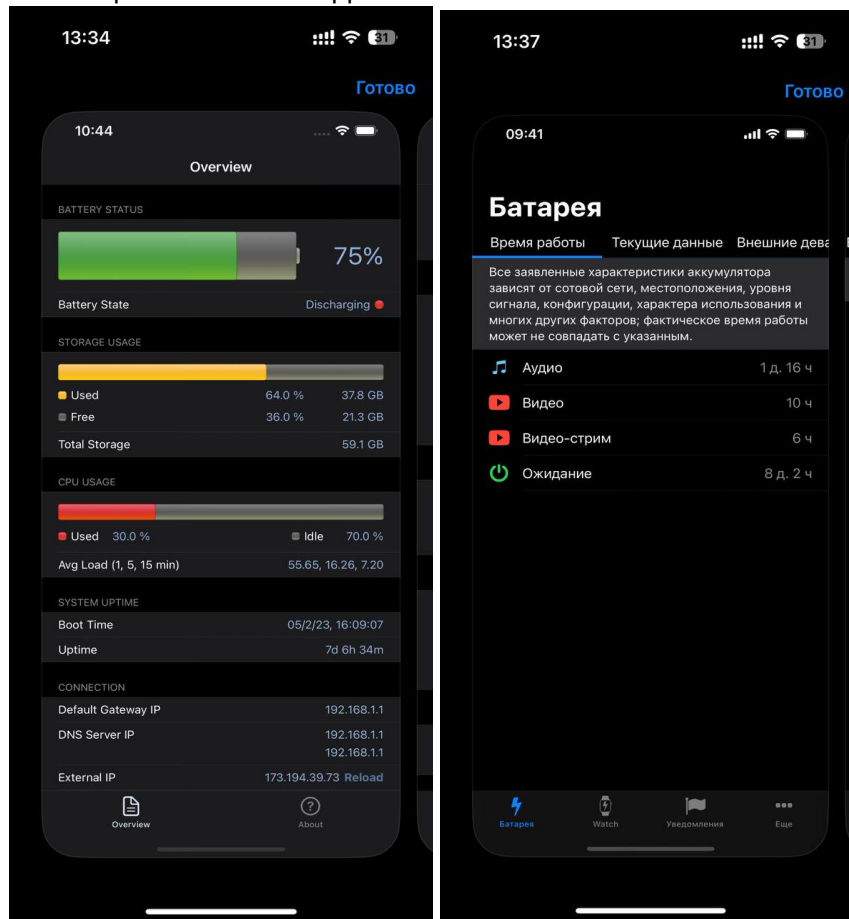 13:34
31
Готово
10:44
Overview
BATTERY STATUS
75%
Battery State Discharging
STORAGE USAGE
Used 64.0 % 37.8 GB
Free 36.0 % 21.3 GB
Total Storage 59.1 GB
CPU USAGE
Used 30.0 % Idle 70.0 %
Avg Load (1, 5, 15 min) 55.65, 16.26, 7.20
SYSTEM UPTIME
Boot Time 05/2/23, 16:09:07
Uptime 7d 6h 34m
CONNECTION
Default Gateway IP 192.168.1.1
DNS Server IP 192.168.1.1
192.168.1.1
External IP 173.194.39.73 Reload
Overview About
13:37
31
Готово
09:41
Батарея
Время работы Текущие данные Внешние дева
Все заявленные характеристики аккумулятора
зависят от сотовой сети, местоположения, уровня
сигнала, конфигурации, характера использования и
многих других факторов; фактическое время работы
может не совпадать с указанным.
Аудио 1 д. 16 ч
Видео 10 ч
Видео-стрим 6 ч
Ожидание 8 д. 2 ч
Батарея Watch Уведомления Еще